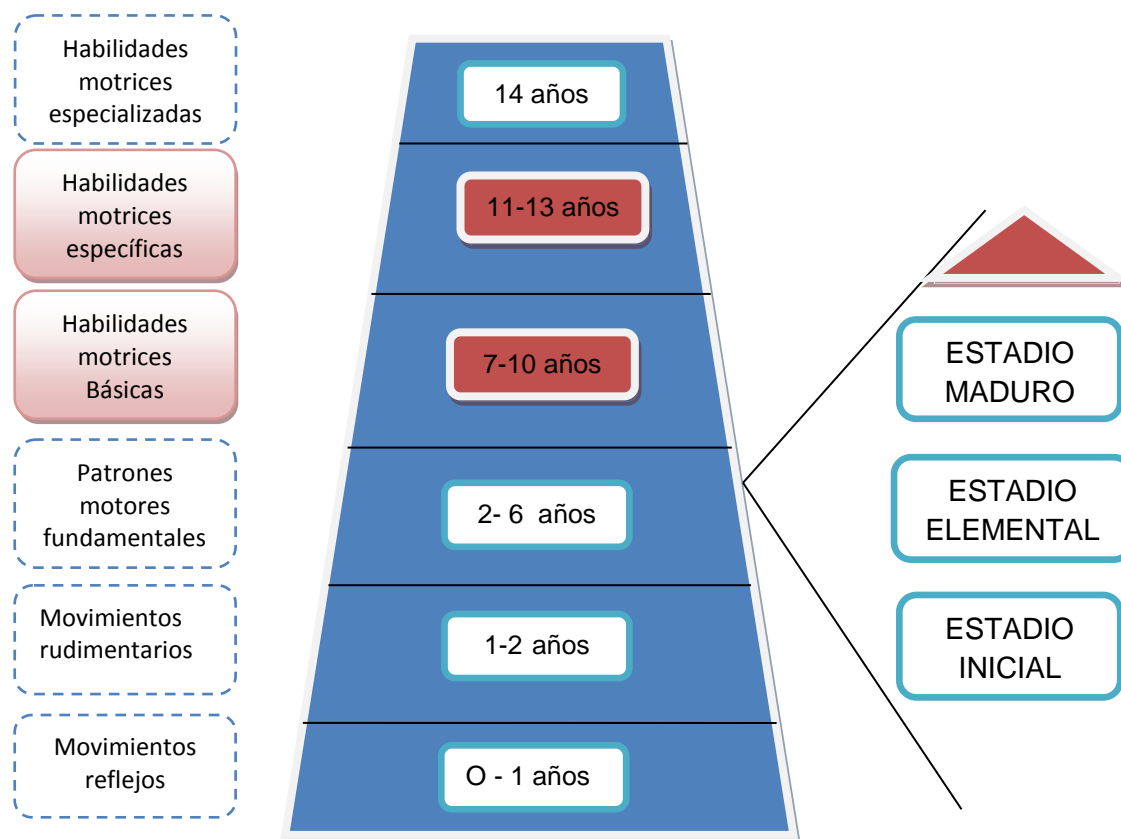 Habilidades
motrices
especializadas
14 años
Habilidades
motrices
específicas
11-13 años
Habilidades
motrices
Básicas
7-10 años
Patrones
motores
fundamentales
2- 6 años
Movimientos
rudimentarios
1-2 años
Movimientos
reflejos
O - 1 años
ESTADIO
MADURO
ESTADIO
ELEMENTAL
ESTADIO
INICIAL